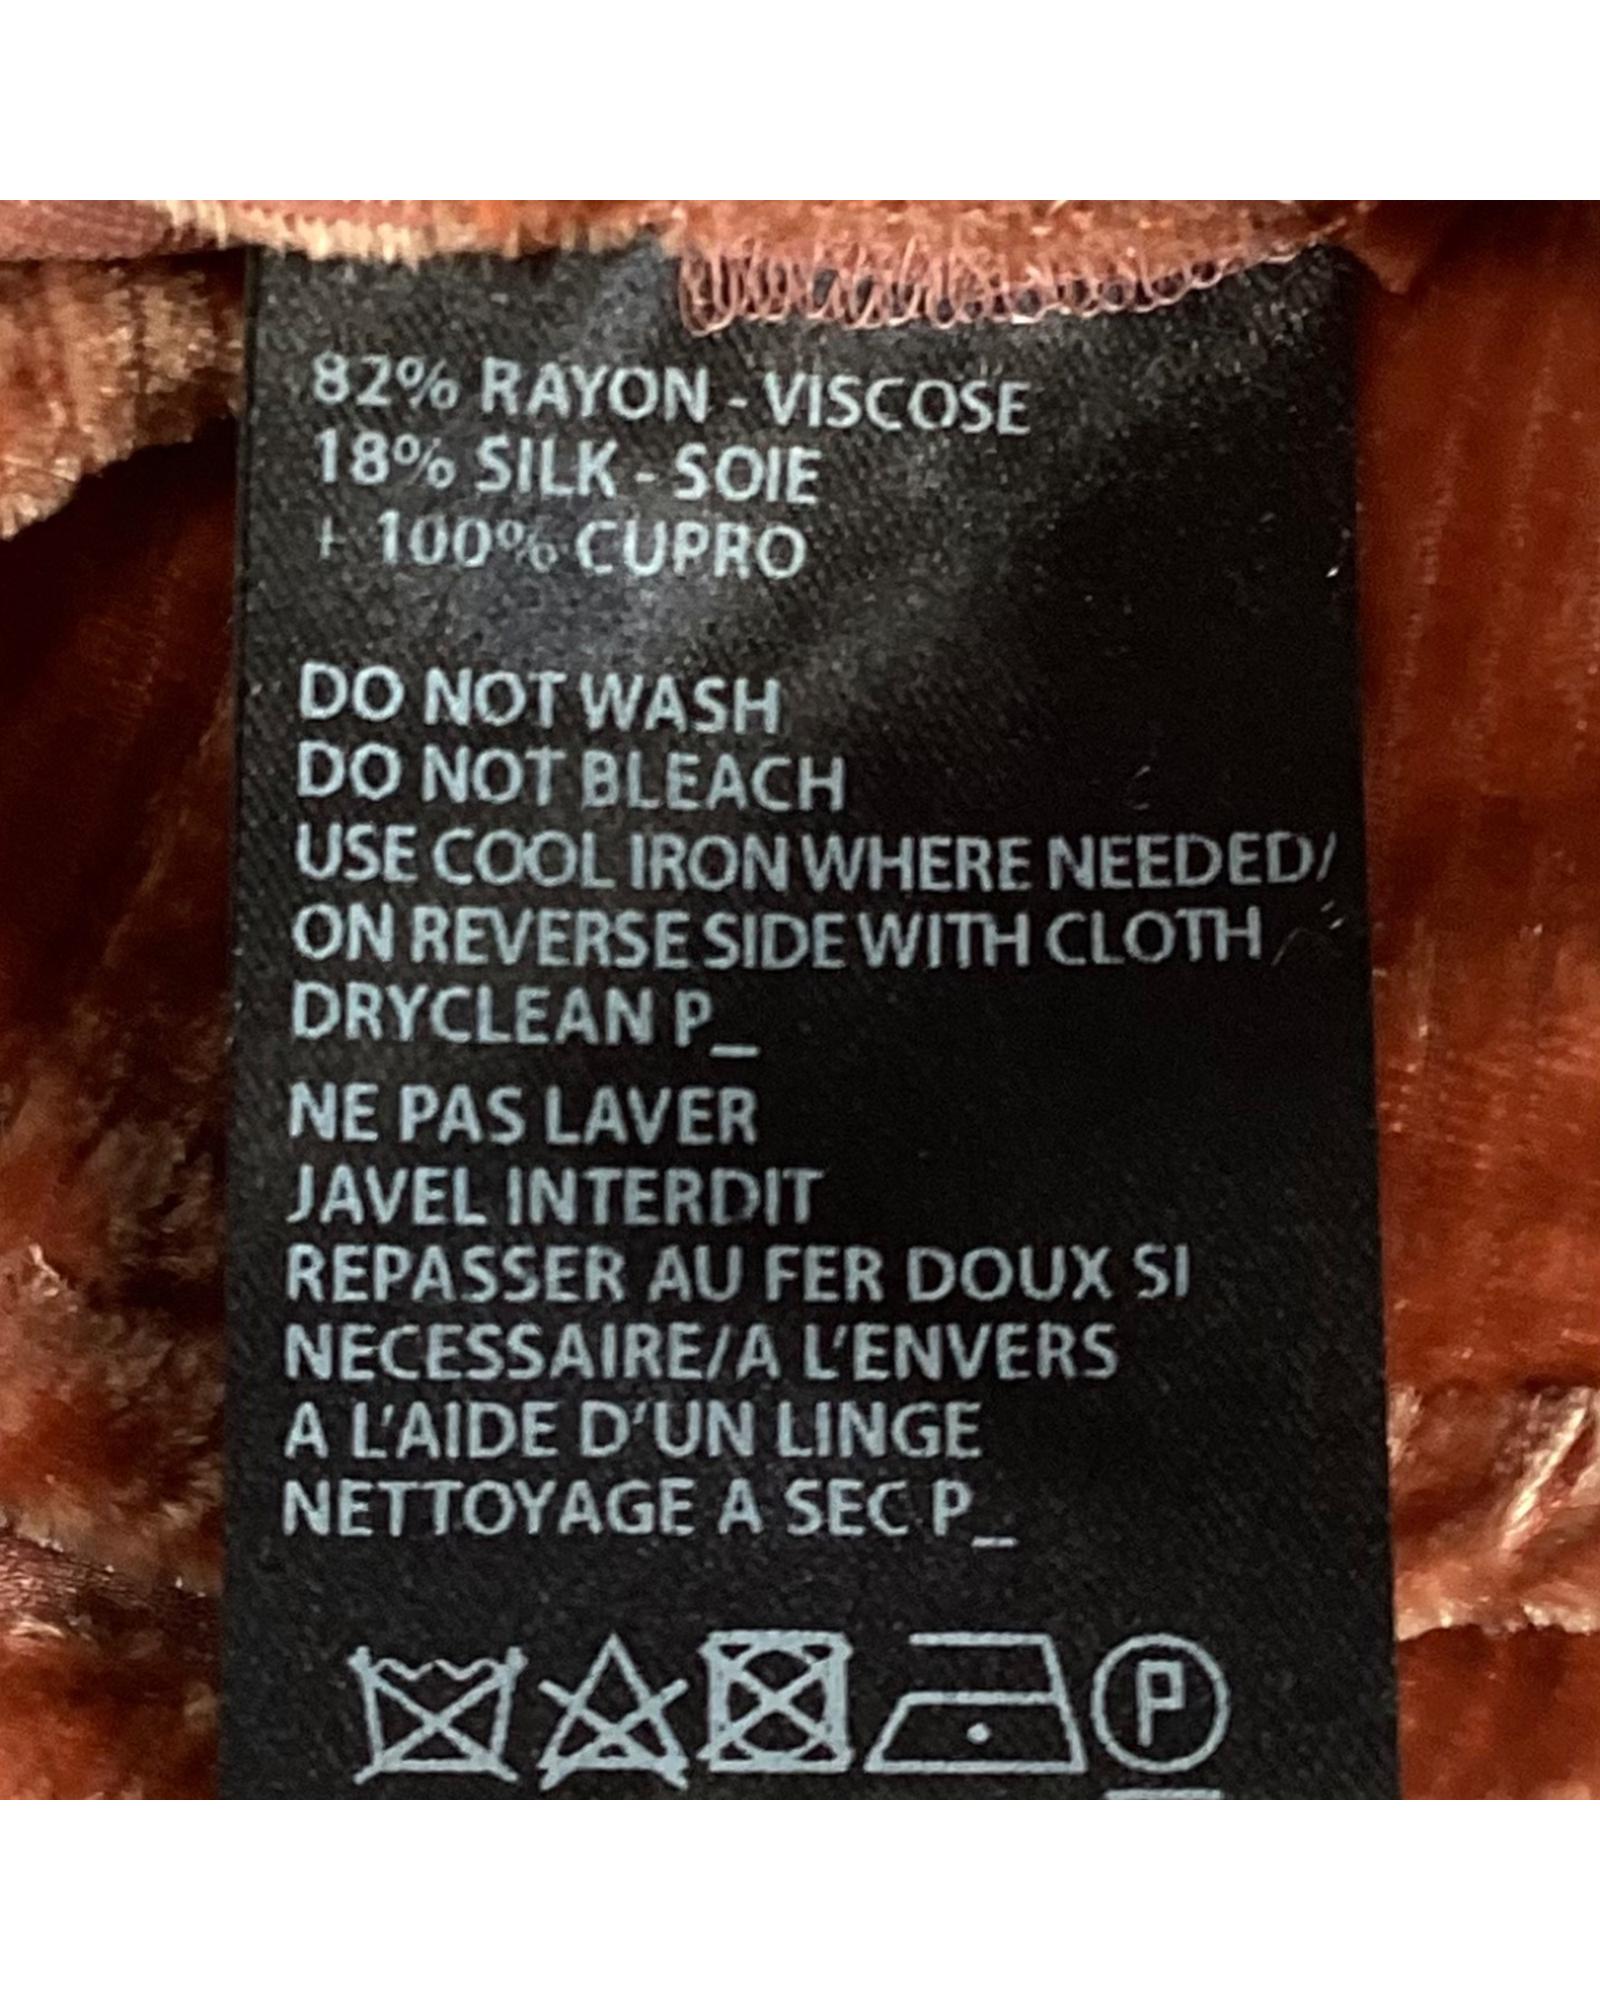 82% RAYON - VISCOSE
18% SILK - SOIE
+ 100% CUPRO
DO NOT WASH
DO NOT BLEACH
USE COOL IRON WHERE NEEDED/
ON REVERSE SIDE WITH CLOTH
DRYCLEAN P_
NE PAS LAVER
JAVEL INTERDIT
REPASSER AU FER DOUX SI
NECESSAIRE/A L'ENVERS
A L'AIDE D'UN LINGE
NETTOYAGE A SEC P_
P